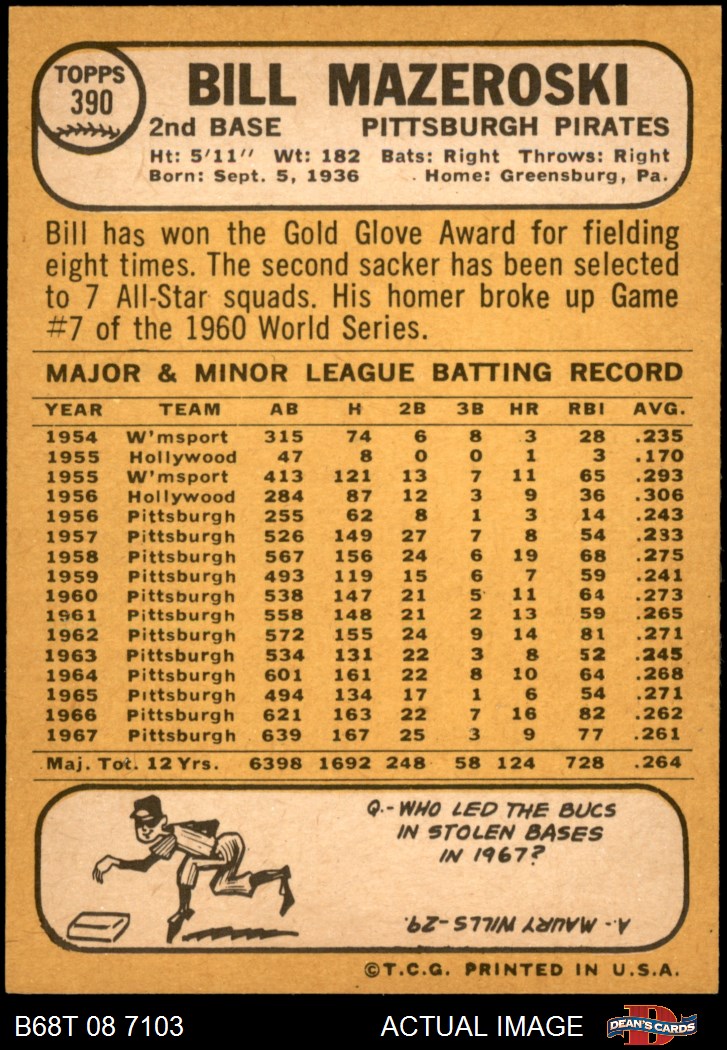 TOPPS
390
BILL MAZEROSKI
2nd BASE PITTSBURGH PIRATES
Ht: 5'11" Wt: 182 Bats: Right Throws: Right
Born: Sept. 5, 1936 Home: Greensburg, Pa.
Bill has won the Gold Glove Award for fielding
eight times. The second sacker has been selected
to 7 All-Star squads. His homer broke up Game
#7 of the 1960 World Series.
MAJOR & MINOR LEAGUE BATTING RECORD
YEAR TEAM AB H 2B 3B HR RBI AVG.
1954 W'msport 315 74 6 8 3 28 .235
1955 Hollywood 47 8 0 0 1 3 .170
1955 W'msport 413 121 13 7 11 65 .293
1956 Hollywood 284 87 12 3 9 36 .306
1956 Pittsburgh 255 62 8 1 3 14 .243
1957 Pittsburgh 526 149 27 7 8 54 .233
1958 Pittsburgh 567 156 24 6 19 68 .275
1959 Pittsburgh 493 119 15 6 7 59 .241
1960 Pittsburgh 538 147 21 5 11 64 .273
1961 Pittsburgh 558 148 21 2 13 59 .265
1962 Pittsburgh 572 155 24 9 14 81 .271
1963 Pittsburgh 534 131 22 3 8 52 .245
1964 Pittsburgh 601 161 22 8 10 64 .268
1965 Pittsburgh 494 134 17 1 6 54 .271
1966 Pittsburgh 621 163 22 7 16 82 .262
1967 Pittsburgh 639 167 25 3 9 77 .261
Maj. Tot. 12 Yrs. 6398 1692 248 58 124 728 .264
Q.-WHO LED THE BUCS
IN STOLEN BASES
IN 1967?
A.-MAURY WILLS-29.
©T.C.G. PRINTED IN U.S.A.
B68T 08 7103 ACTUAL IMAGE D DEAN'S CARDS